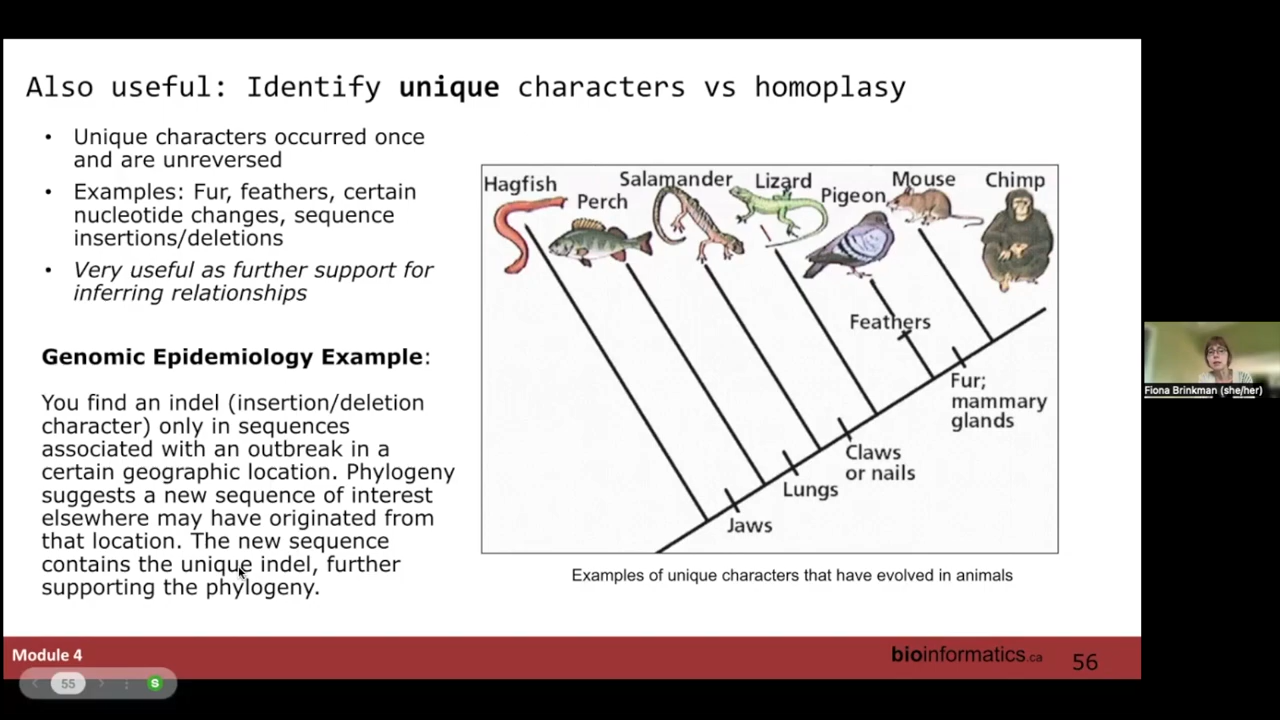 Also useful: Identify unique characters vs homoplasy
• Unique characters occurred once
and are unreversed
• Examples: Fur, feathers, certain
nucleotide changes, sequence
insertions/deletions
• Very useful as further support for
inferring relationships
Genomic Epidemiology Example:
You find an indel (insertion/deletion
character) only in sequences
associated with an outbreak in a
certain geographic location. Phylogeny
suggests a new sequence of interest
elsewhere may have originated from
that location. The new sequence
contains the unique indel, further
supporting the phylogeny.
Hagfish
Perch
Salamander
Lizard
Pigeon
Mouse
Chimp
Feathers
Fur;
mammary
glands
Claws
or nails
Lungs
Jaws
Examples of unique characters that have evolved in animals
Fiona Brinkman (she/her)
Module 4
bioinformatics.ca
56
55
S